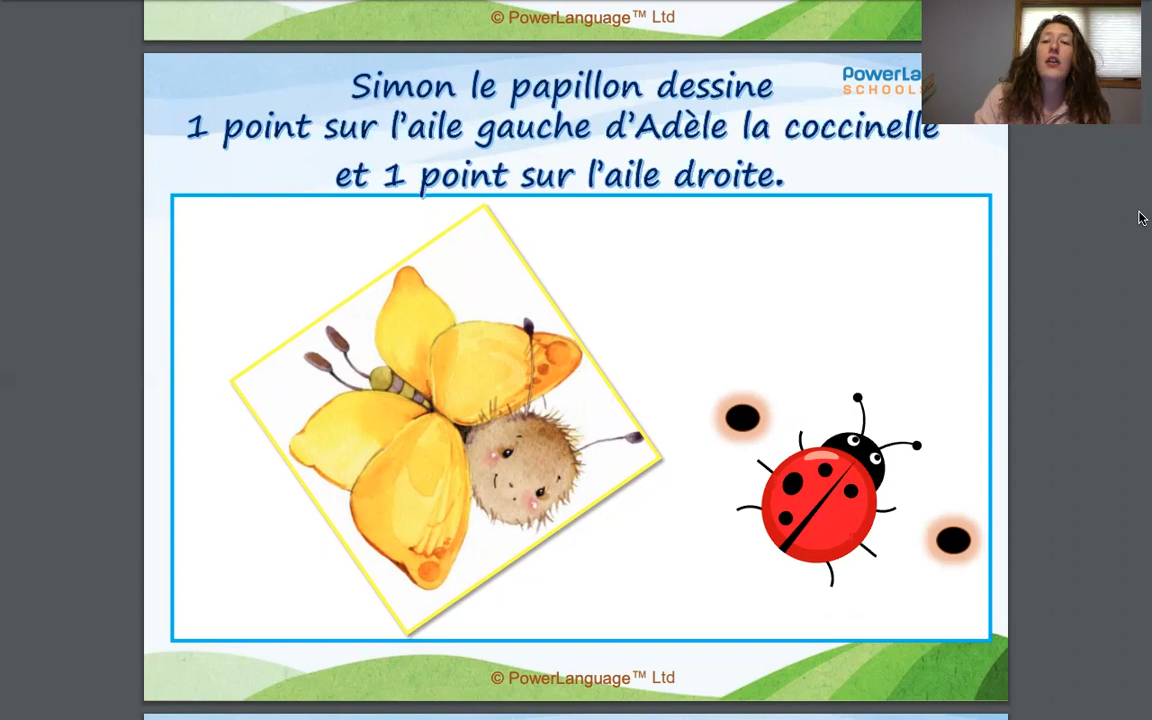 © PowerLanguage™ Ltd
PowerLa
SCHOOLS
Simon le papillon dessine
1 point sur l'aile gauche d'Adèle la coccinelle
et 1 point sur l'aile droite.
© PowerLanguage™ Ltd